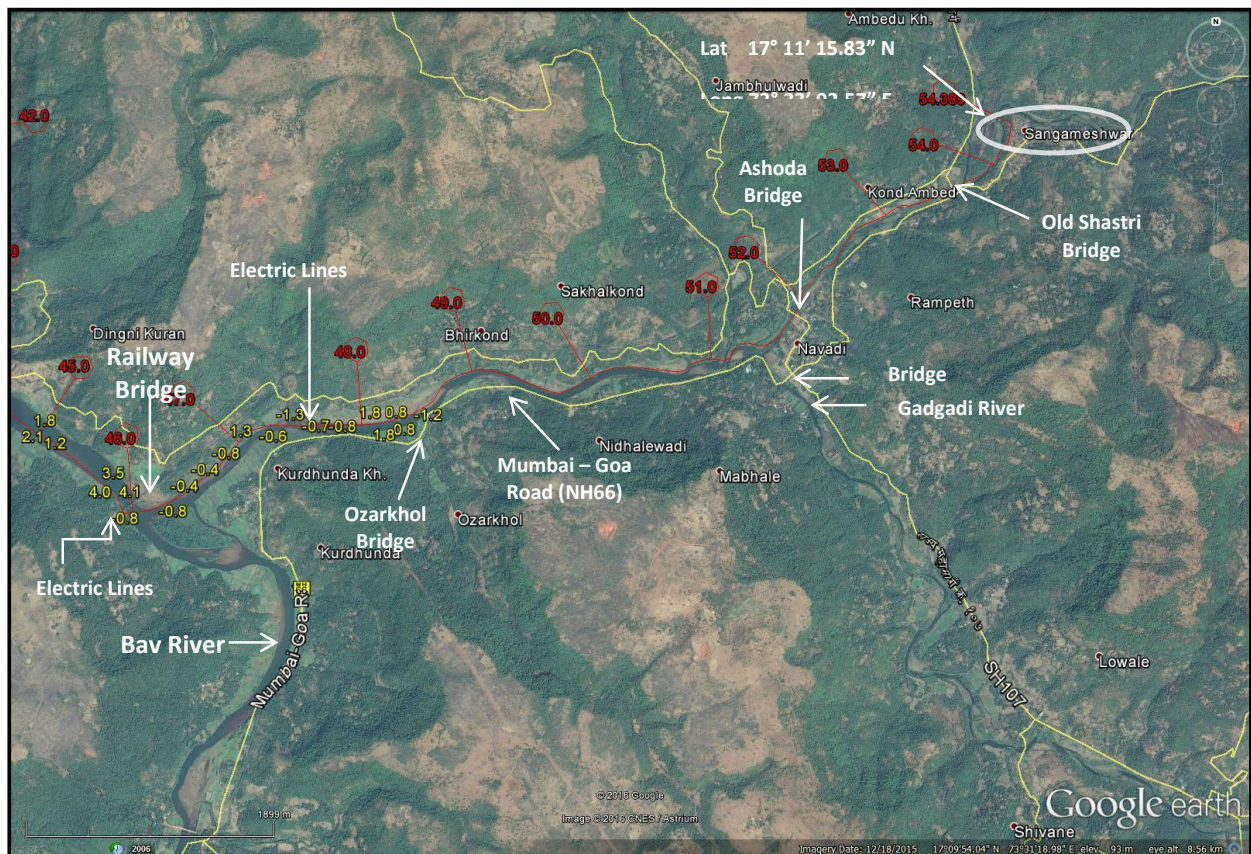 Ambedu Kh.
Lat 17° 11' 15.83” N
Jambhulwadi
54.389
42.0
Sangameshwar
54.0
Ashoda
Bridge
53.0
Kond Ambed
Old Shastri
Bridge
52.0
Electric Lines
51.0
Sakhalkond
49.0
50.0
Rampeth
Dingni Kuran
Bhirkond
Navadi
Railway
Bridge
48.0
45.0
Bridge
47.0
Gadgadi River
1.8
2.1
1.2
46.0
1.3
-1.3
-0.6
-0.7
-0.8
1.8
0.8
-1.2
1.8
0.8
-0.8
-0.4
-0.4
3.5
4.0
4.1
-0.8
-0.8
Nidhalewadi
Mabhale
Kurdhunda Kh.
Mumbai – Goa
Road (NH66)
Ozarkhol
Bridge
Ozarkhol
Kurdhunda
Electric Lines
Bav River
Mumbai-Goa R
Lowale
SH107
Shivane
© 2016 Google
Image © 2016 CNES / Astrium
Google earth
1899 m
2006
Imagery Date: 12/18/2015 17°09'54.04" N 73°31'18.98" E elev 93 m eye alt 8.56 km
N